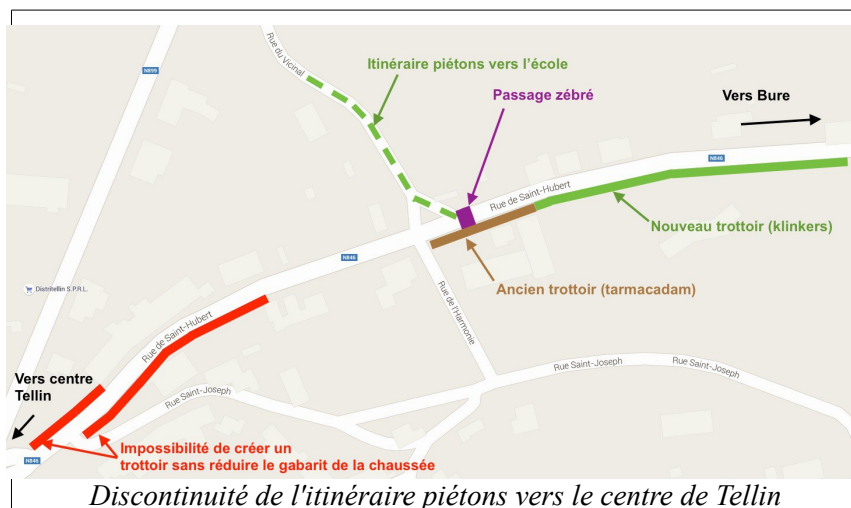 Itinéraire piétons vers l'école
Rue du Vicinal
N899
Passage zébré
Vers Bure
N846
Rue de Saint-Hubert
Nouveau trottoir (klinkers)
N846
Ancien trottoir (tarmacadam)
Distritellin S.P.R.L.
Rue de l'Harmonie
Rue de Saint-Hubert
Vers centre
Tellin
Rue Saint-Joseph
Rue Saint-Joseph
Rue Saint-Joseph
Impossibilité de créer un
trottoir sans réduire le gabarit de la chaussée
N846
Discontinuité de l'itinéraire piétons vers le centre de Tellin